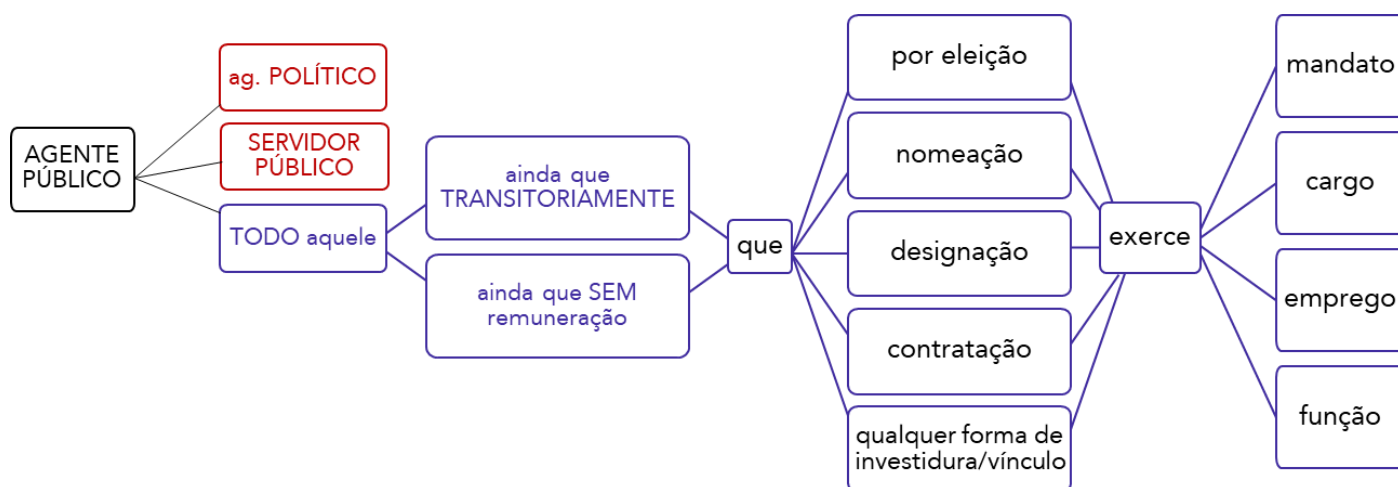 AGENTE
PÚBLICO
ag. POLÍTICO
SERVIDOR
PÚBLICO
TODO aquele
ainda que
TRANSITORIAMENTE
ainda que SEM
remuneração
que
por eleição
nomeação
designação
contratação
qualquer forma de
investidura/vínculo
exerce
mandato
cargo
emprego
função